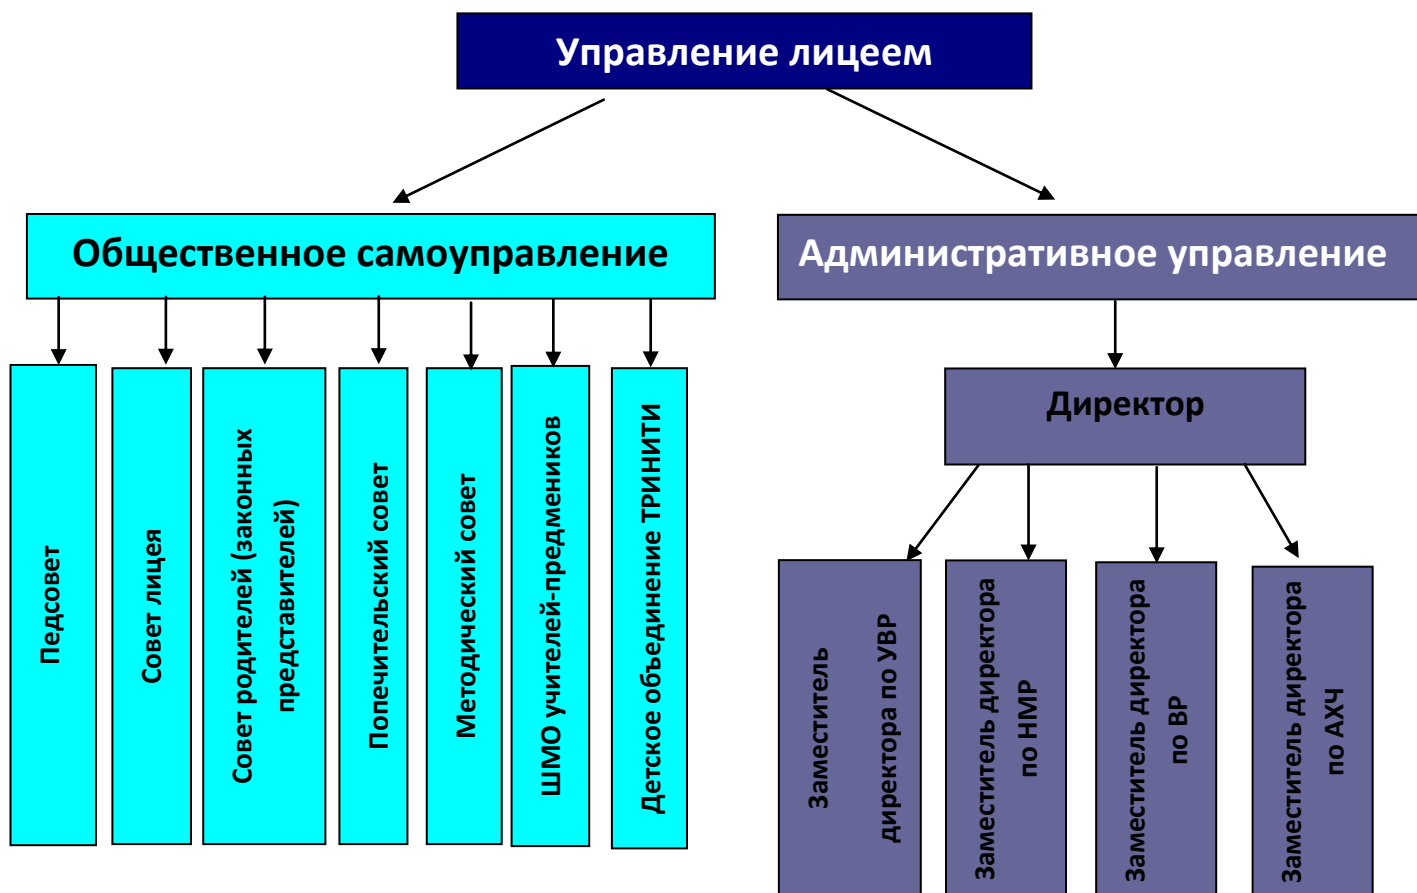 Управление лицеем
Общественное самоуправление
Административное управление
Директор
Педсовет
Совет лицея
Совет родителей (законных
представителей)
Попечительский совет
Методический совет
ШМО учителей-предмеников
Детское объединение ТРИНИТИ
Заместитель
директора по УВР
Заместитель директора
по НМР
Заместитель директора
по ВР
Заместитель директора
по АХЧ